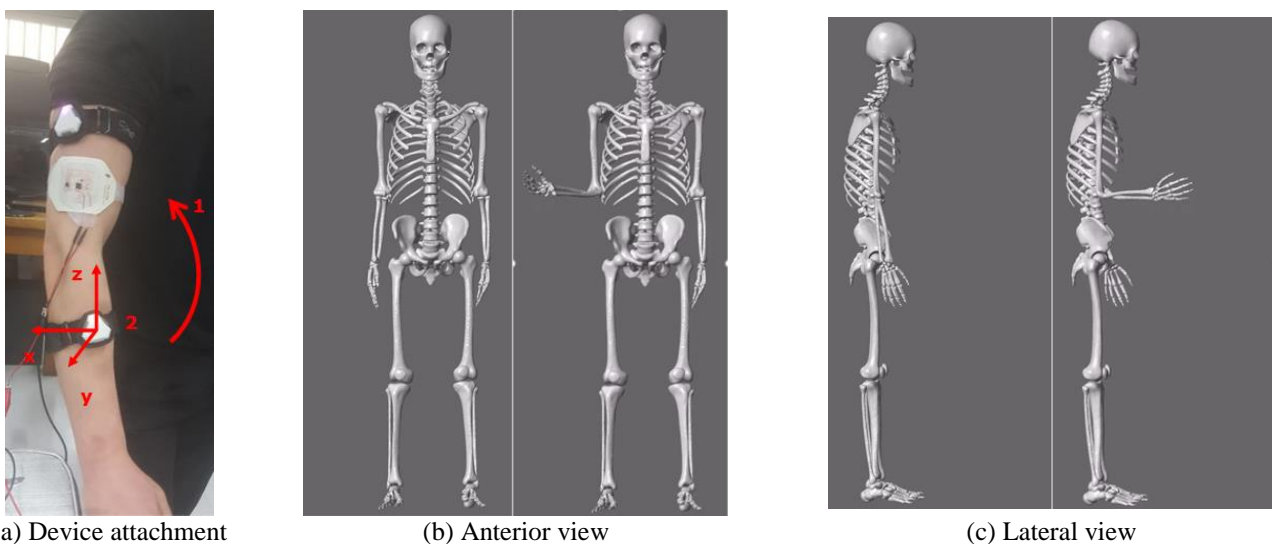 1
z
2
x
y
a) Device attachment
(b) Anterior view
(c) Lateral view